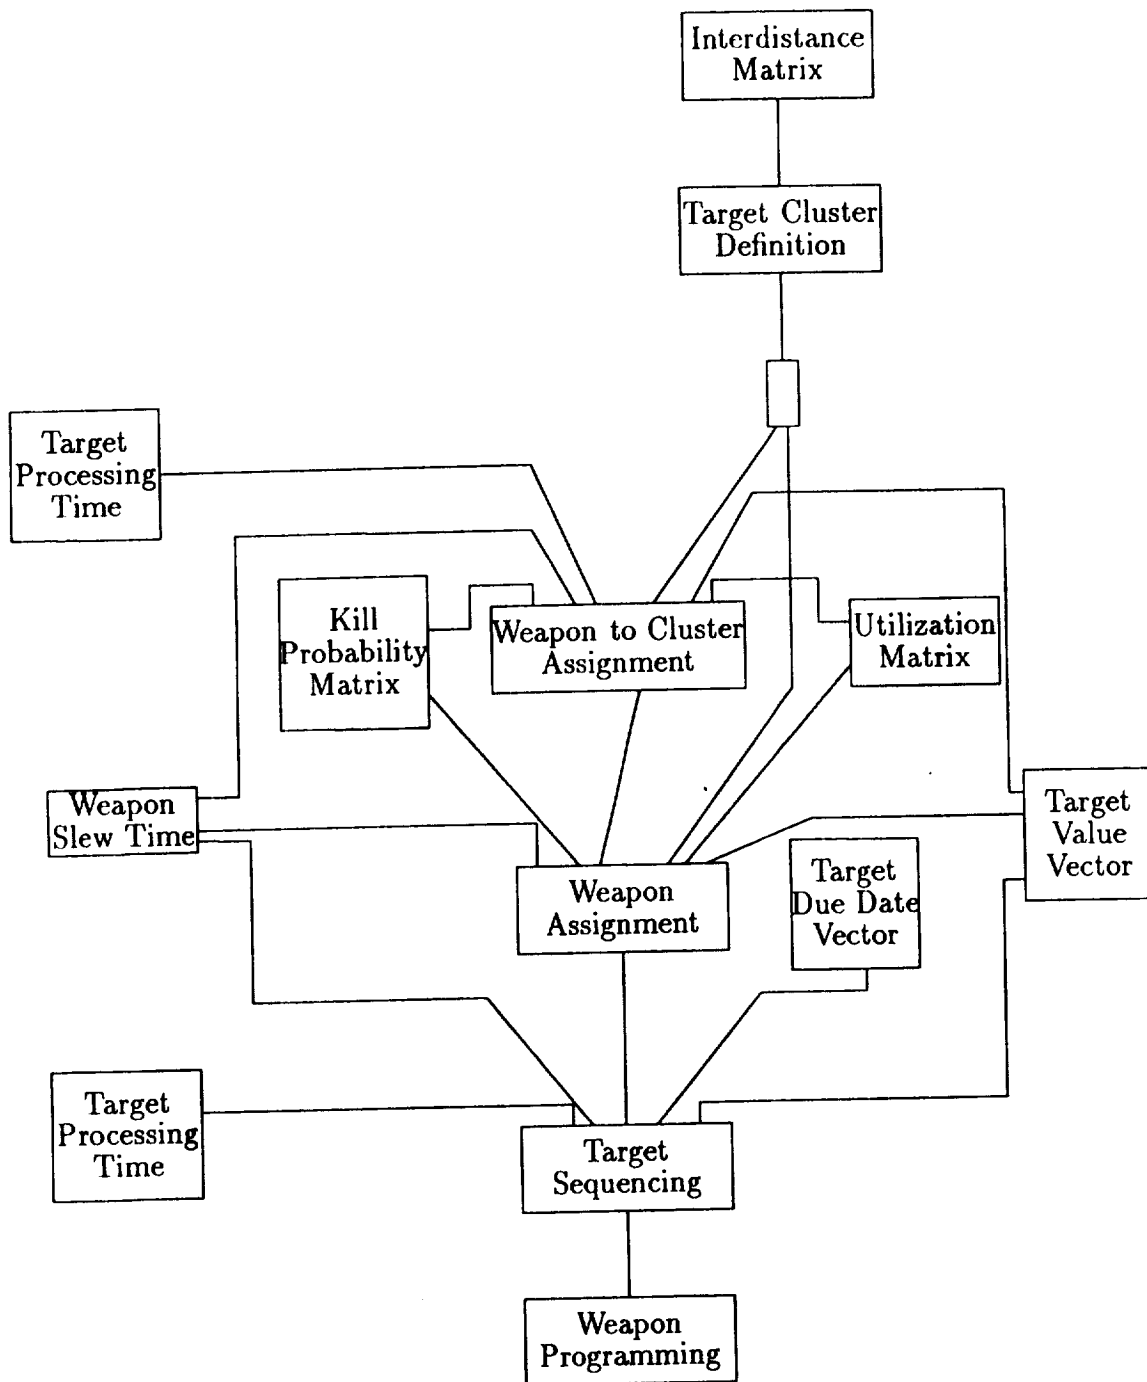 Interdistance
Matrix
Target Cluster
Definition
Target
Processing
Time
Kill
Probability
Matrix
Weapon to Cluster
Assignment
Utilization
Matrix
Weapon
Slew Time
Target
Value
Vector
Weapon
Assignment
Target
Due Date
Vector
Target
Processing
Time
Target
Sequencing
Weapon
Programming